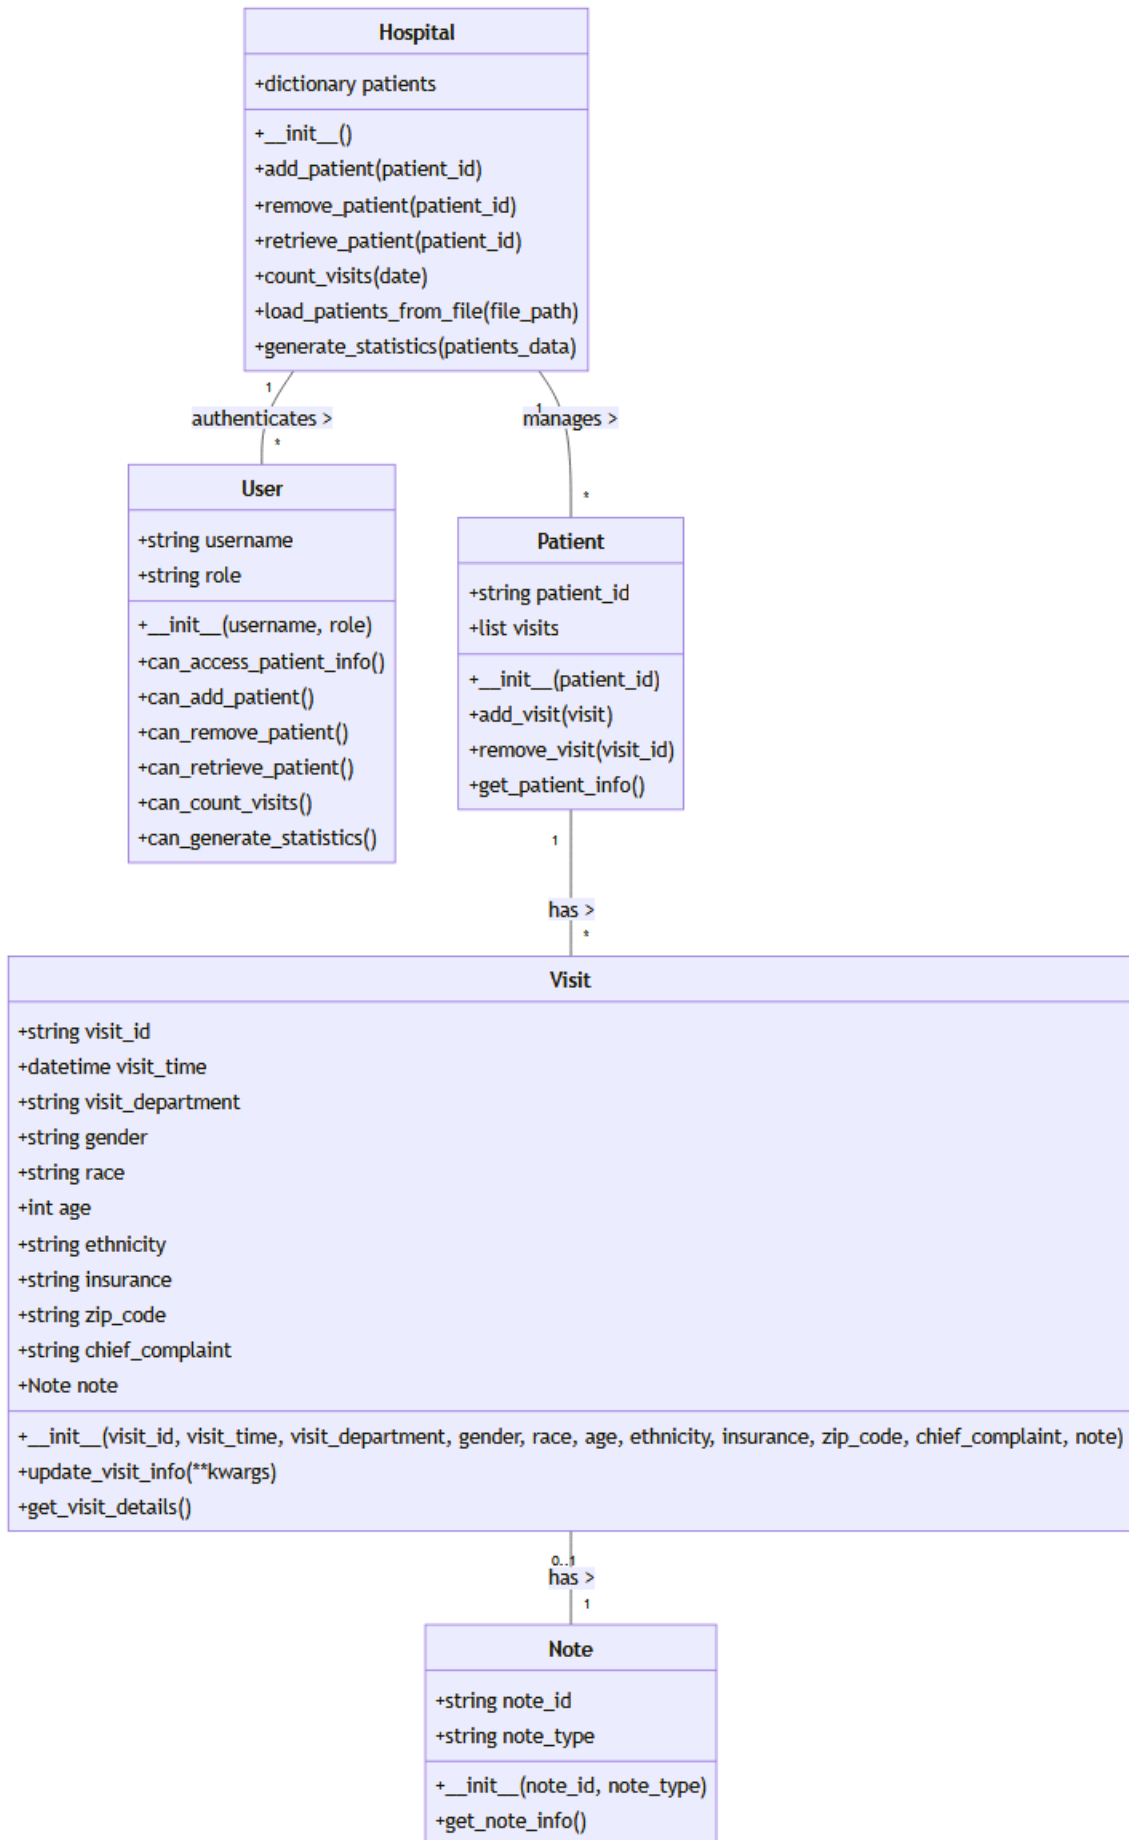 Hospital
+dictionary patients
+__init__()
+add_patient(patient_id)
+remove_patient(patient_id)
+retrieve_patient(patient_id)
+count_visits(date)
+load_patients_from_file(file_path)
+generate_statistics(patients_data)
1
authenticates >
*
1
manages >
*
User
+string username
+string role
+__init__(username, role)
+can_access_patient_info()
+can_add_patient()
+can_remove_patient()
+can_retrieve_patient()
+can_count_visits()
+can_generate_statistics()
Patient
+string patient_id
+list visits
+__init__(patient_id)
+add_visit(visit)
+remove_visit(visit_id)
+get_patient_info()
1
has >
*
Visit
+string visit_id
+datetime visit_time
+string visit_department
+string gender
+string race
+int age
+string ethnicity
+string insurance
+string zip_code
+string chief_complaint
+Note note
+__init__(visit_id, visit_time, visit_department, gender, race, age, ethnicity, insurance, zip_code, chief_complaint, note)
+update_visit_info(**kwargs)
+get_visit_details()
0..1
has >
1
Note
+string note_id
+string note_type
+__init__(note_id, note_type)
+get_note_info()